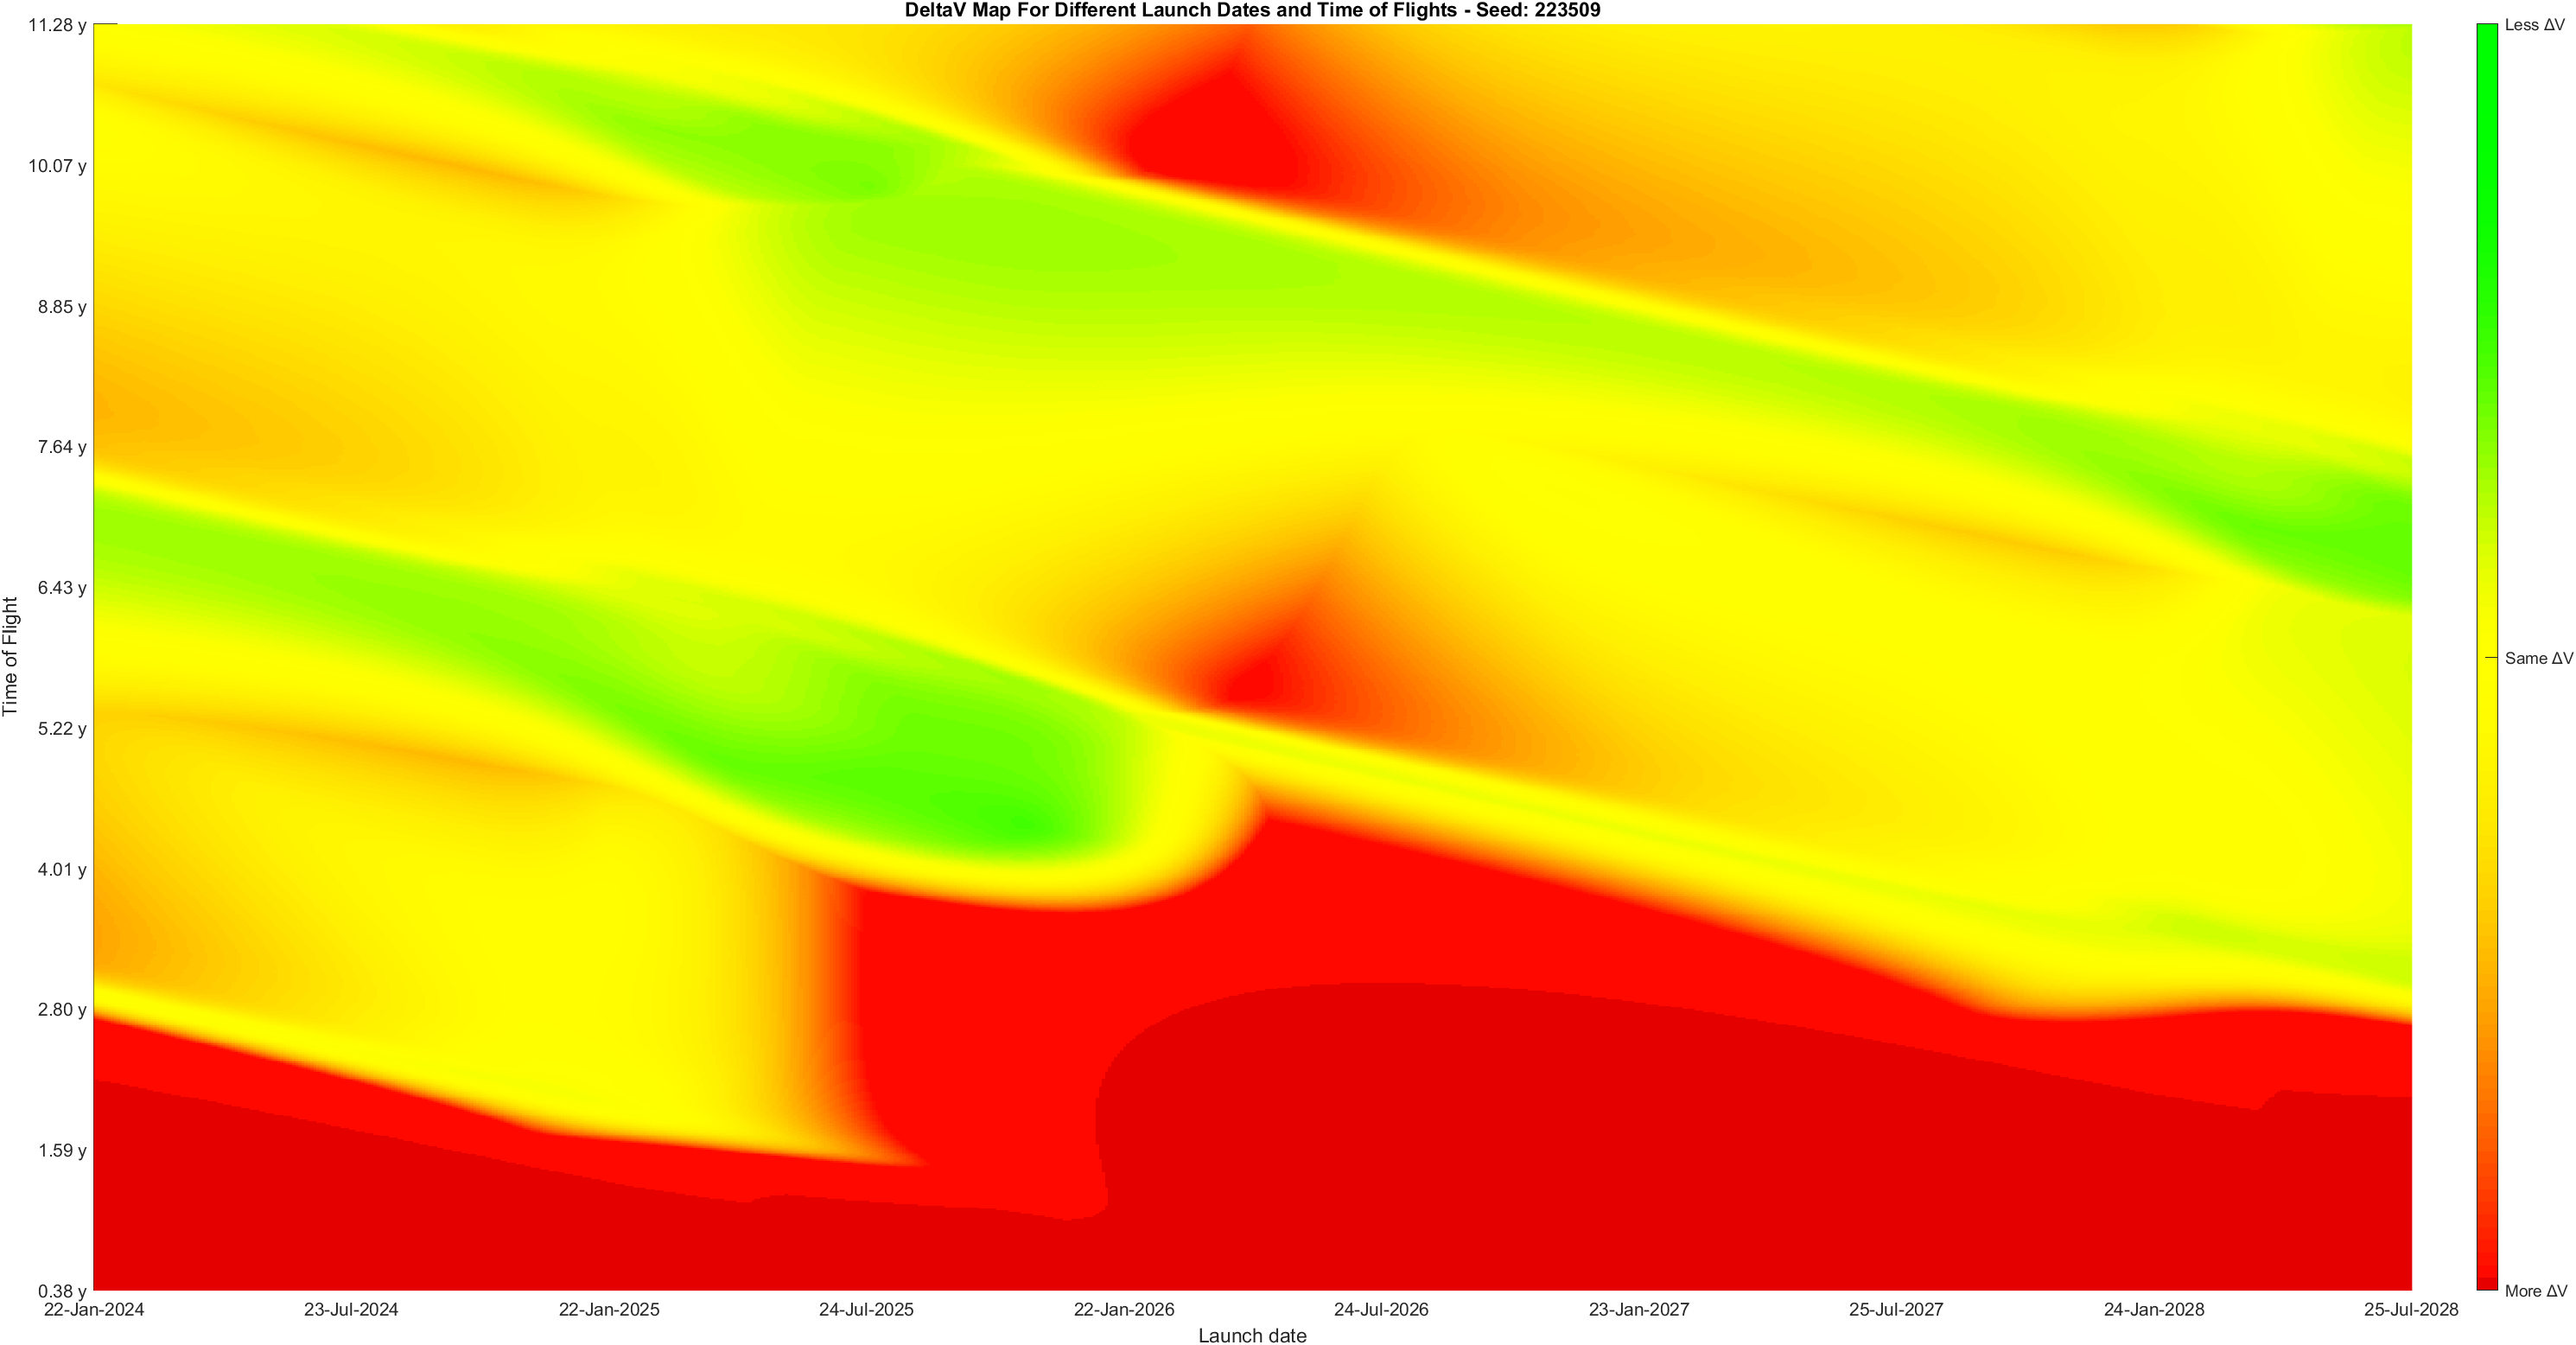 DeltaV Map For Different Launch Dates and Time of Flights - Seed: 223509
11.28 y
10.07 y
8.85 y
7.64 y
6.43 y
5.22 y
4.01 y
2.80 y
1.59 y
0.38 y
Time of Flight
22-Jan-2024
23-Jul-2024
22-Jan-2025
24-Jul-2025
22-Jan-2026
24-Jul-2026
23-Jan-2027
25-Jul-2027
24-Jan-2028
25-Jul-2028
Launch date
Less ΔV
Same ΔV
More ΔV